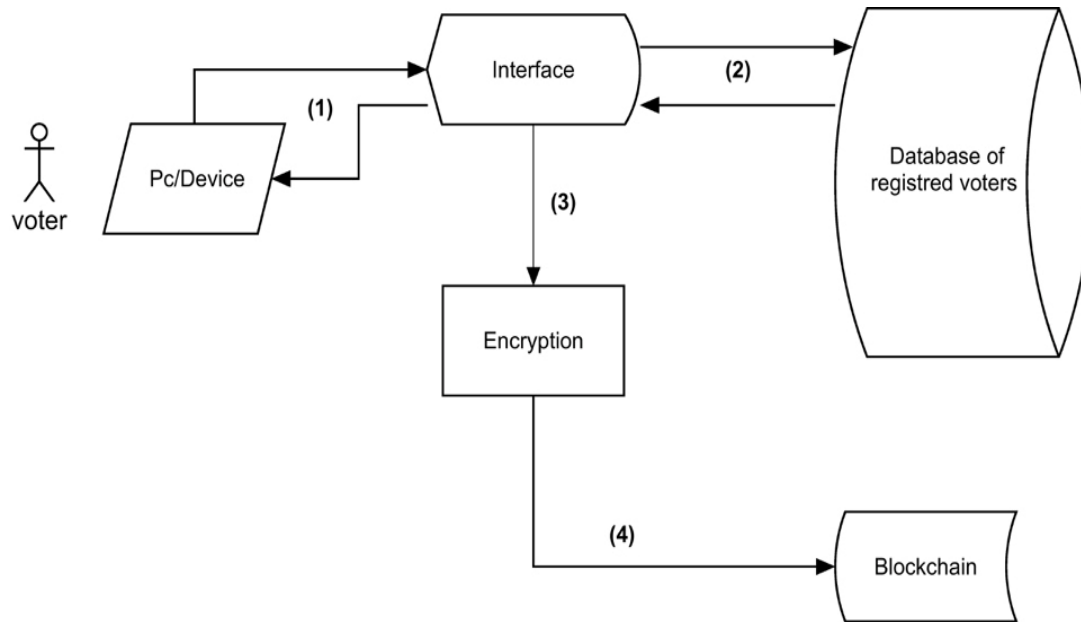 Interface
(2)
(1)
Database of
registred voters
Pc/Device
voter
(3)
Encryption
(4)
Blockchain